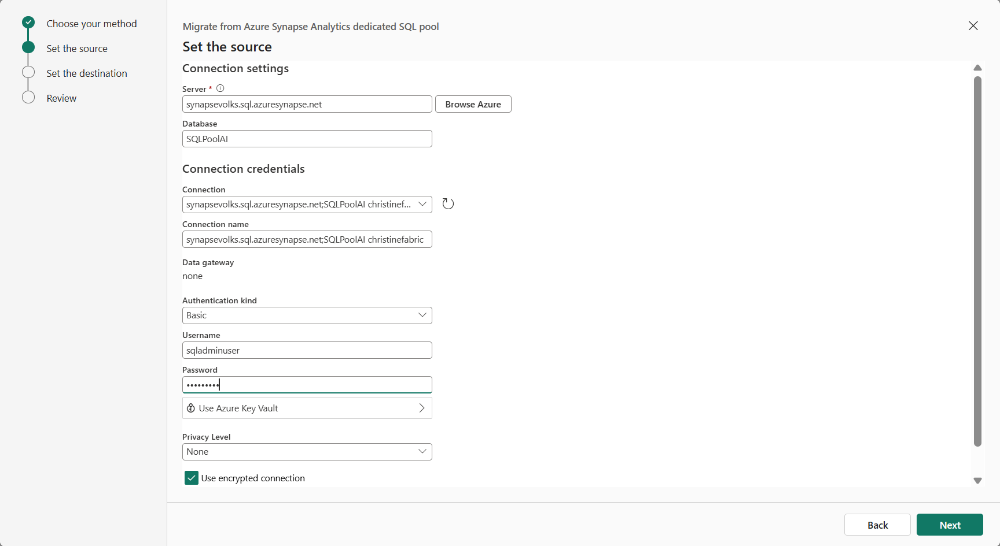 Choose your method
Set the source
Set the destination
Review
Migrate from Azure Synapse Analytics dedicated SQL pool
Set the source
Connection settings
Server *
synapsevolks.sql.azuresynapse.net
Browse Azure
Database
SQLPoolAI
Connection credentials
Connection
synapsevolks.sql.azuresynapse.net;SQLPoolAI christinef...
Connection name
synapsevolks.sql.azuresynapse.net;SQLPoolAI christinefabric
Data gateway
none
Authentication kind
Basic
Username
sqladminuser
Password
•••••••••
Use Azure Key Vault
Privacy Level
None
Use encrypted connection
Back
Next